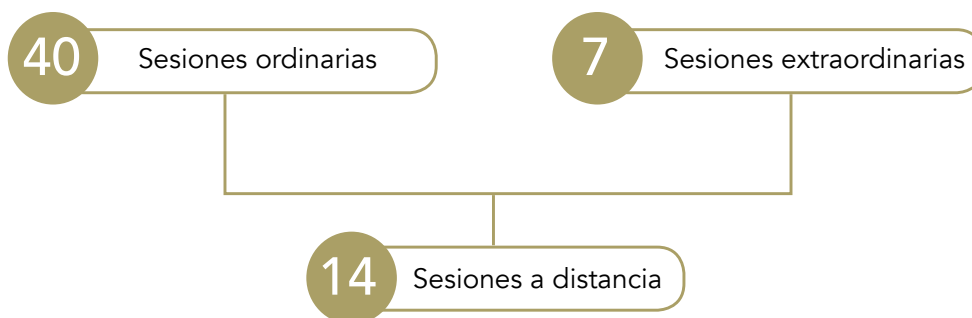 40 Sesiones ordinarias
7 Sesiones extraordinarias
14 Sesiones a distancia